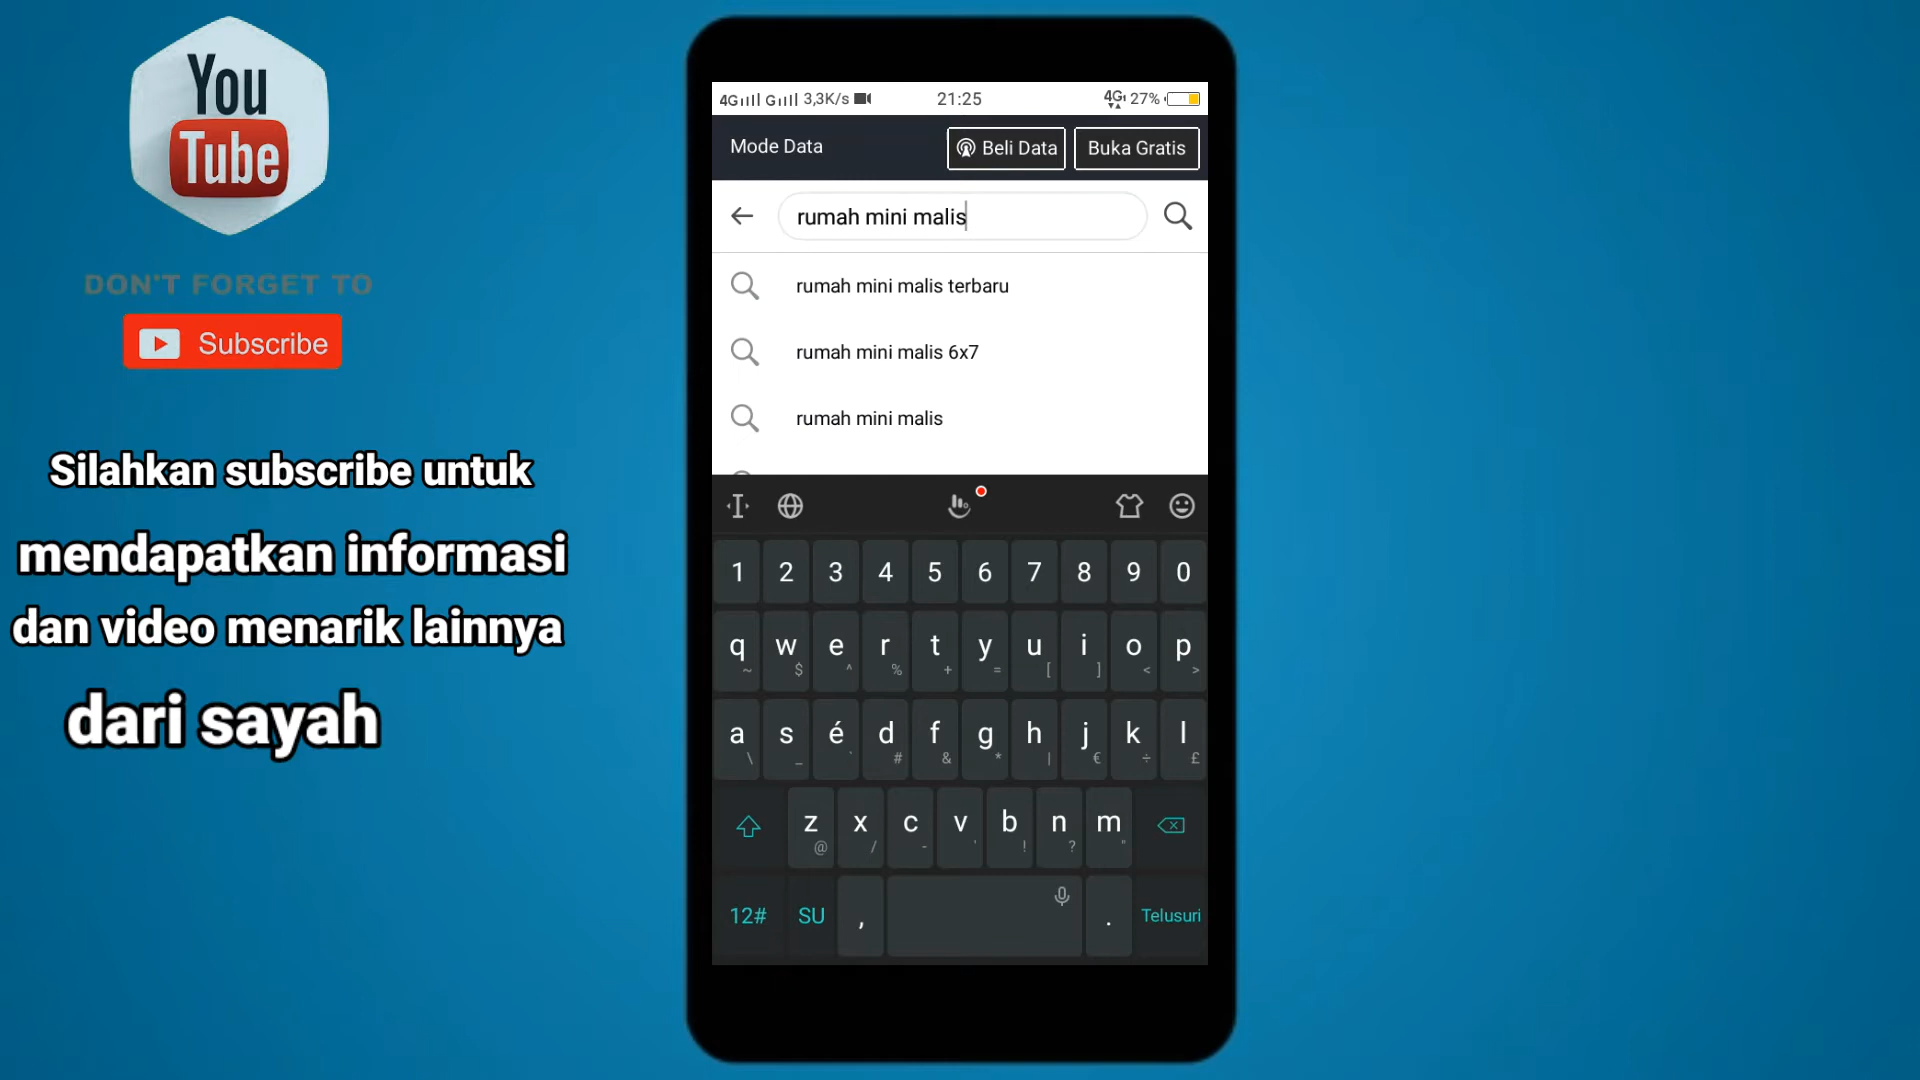 You
Tube
DON'T FORGET TO
Subscribe
Silahkan subscribe untuk
mendapatkan informasi
dan video menarik lainnya
dari sayah
4G G 3,3K/s 21:25 4G 27%
Mode Data Beli Data Buka Gratis
rumah mini malis
rumah mini malis terbaru
rumah mini malis 6x7
rumah mini malis
1 2 3 4 5 6 7 8 9 0
q w e r t y u i o p
~ $ ^ % + = [ ] < >
a s é d f g h j k l
\ _ ` # & * | € ÷ £
z x c v b n m
@ / - ' ! ? "
12# SU , . Telusuri